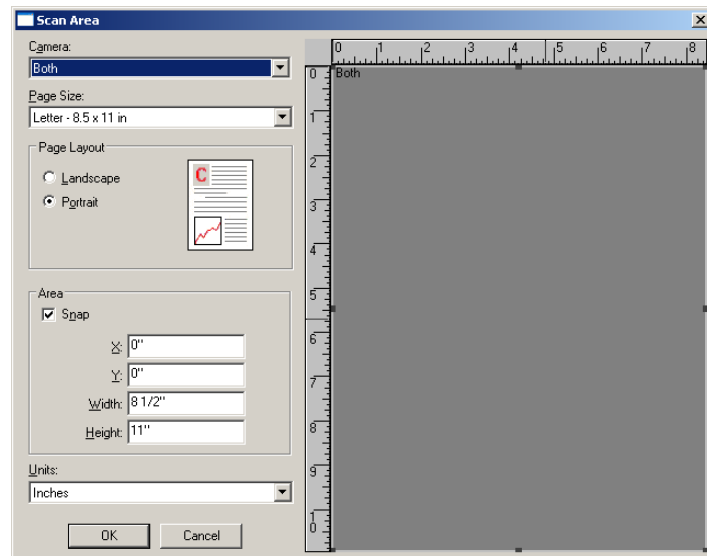 Scan Area
Camera:
Both
Page Size:
Letter - 8.5 x 11 in
Page Layout
Landscape
Portrait
C
Area
Snap
X: 0"
Y: 0"
Width: 8 1/2"
Height: 11"
Units:
Inches
OK Cancel
0 1 2 3 4 5 6 7 8
0
Both
1
2
3
4
5
6
7
8
9
10